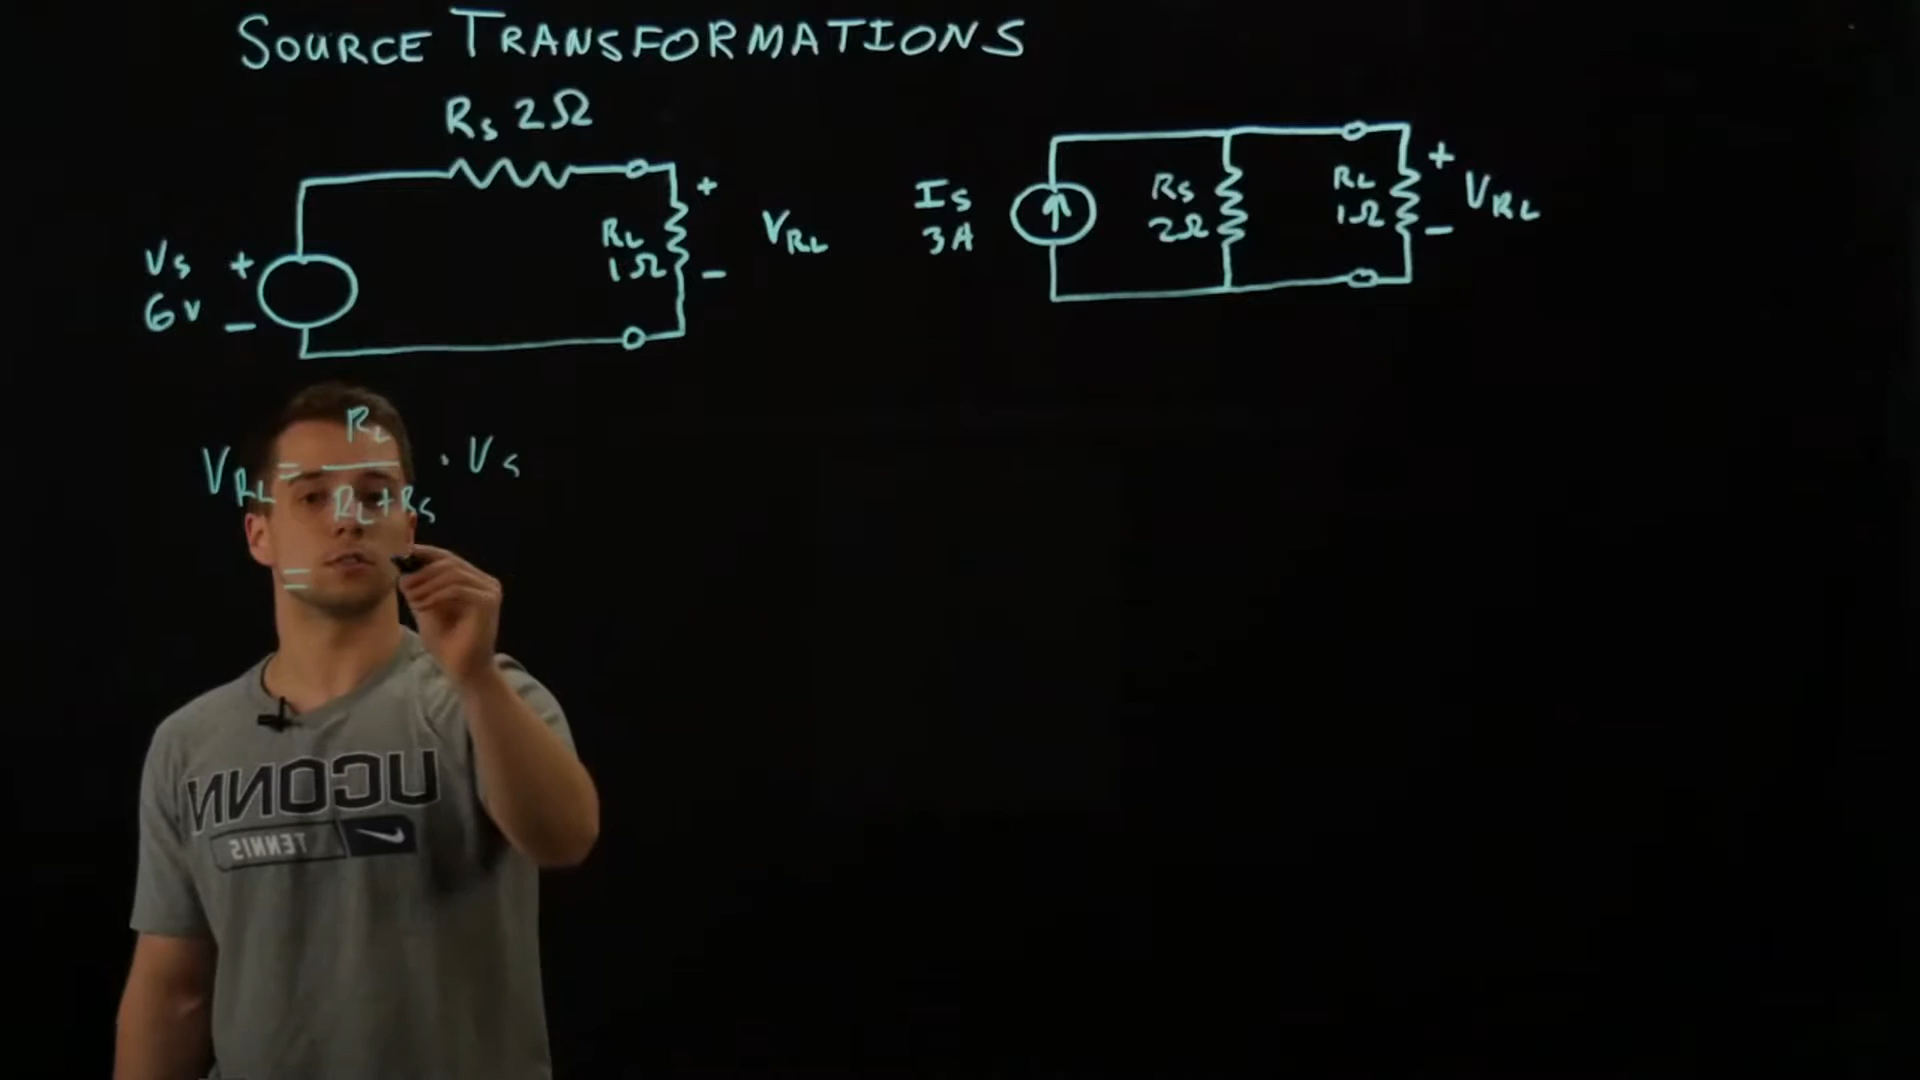 SOURCE TRANSFORMATIONS
Rs 2Ω
Vs + 
6v -
RL
1Ω
+
-
VRL
Is
3A
Rs
2Ω
RL
1Ω
+
-
VRL
VRL = RL / RL+Rs · Vs
=
UCONN
TENNIS